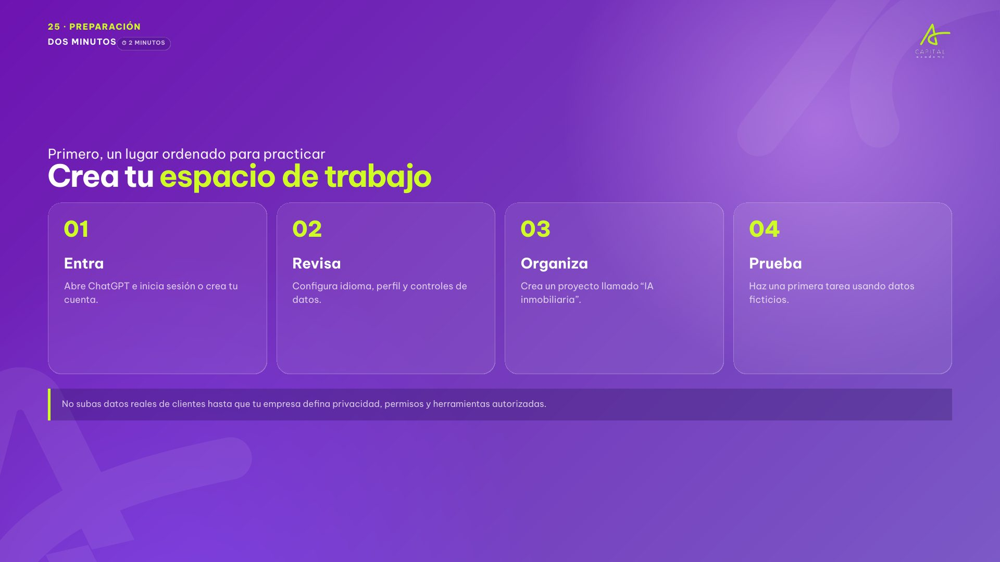 25 · PREPARACIÓN
DOS MINUTOS ⏱ 2 MINUTOS
CAPITAL
academy
Primero, un lugar ordenado para practicar
Crea tu espacio de trabajo
01
Entra
Abre ChatGPT e inicia sesión o crea tu
cuenta.
02
Revisa
Configura idioma, perfil y controles de
datos.
03
Organiza
Crea un proyecto llamado “IA
inmobiliaria”.
04
Prueba
Haz una primera tarea usando datos
ficticios.
No subas datos reales de clientes hasta que tu empresa defina privacidad, permisos y herramientas autorizadas.